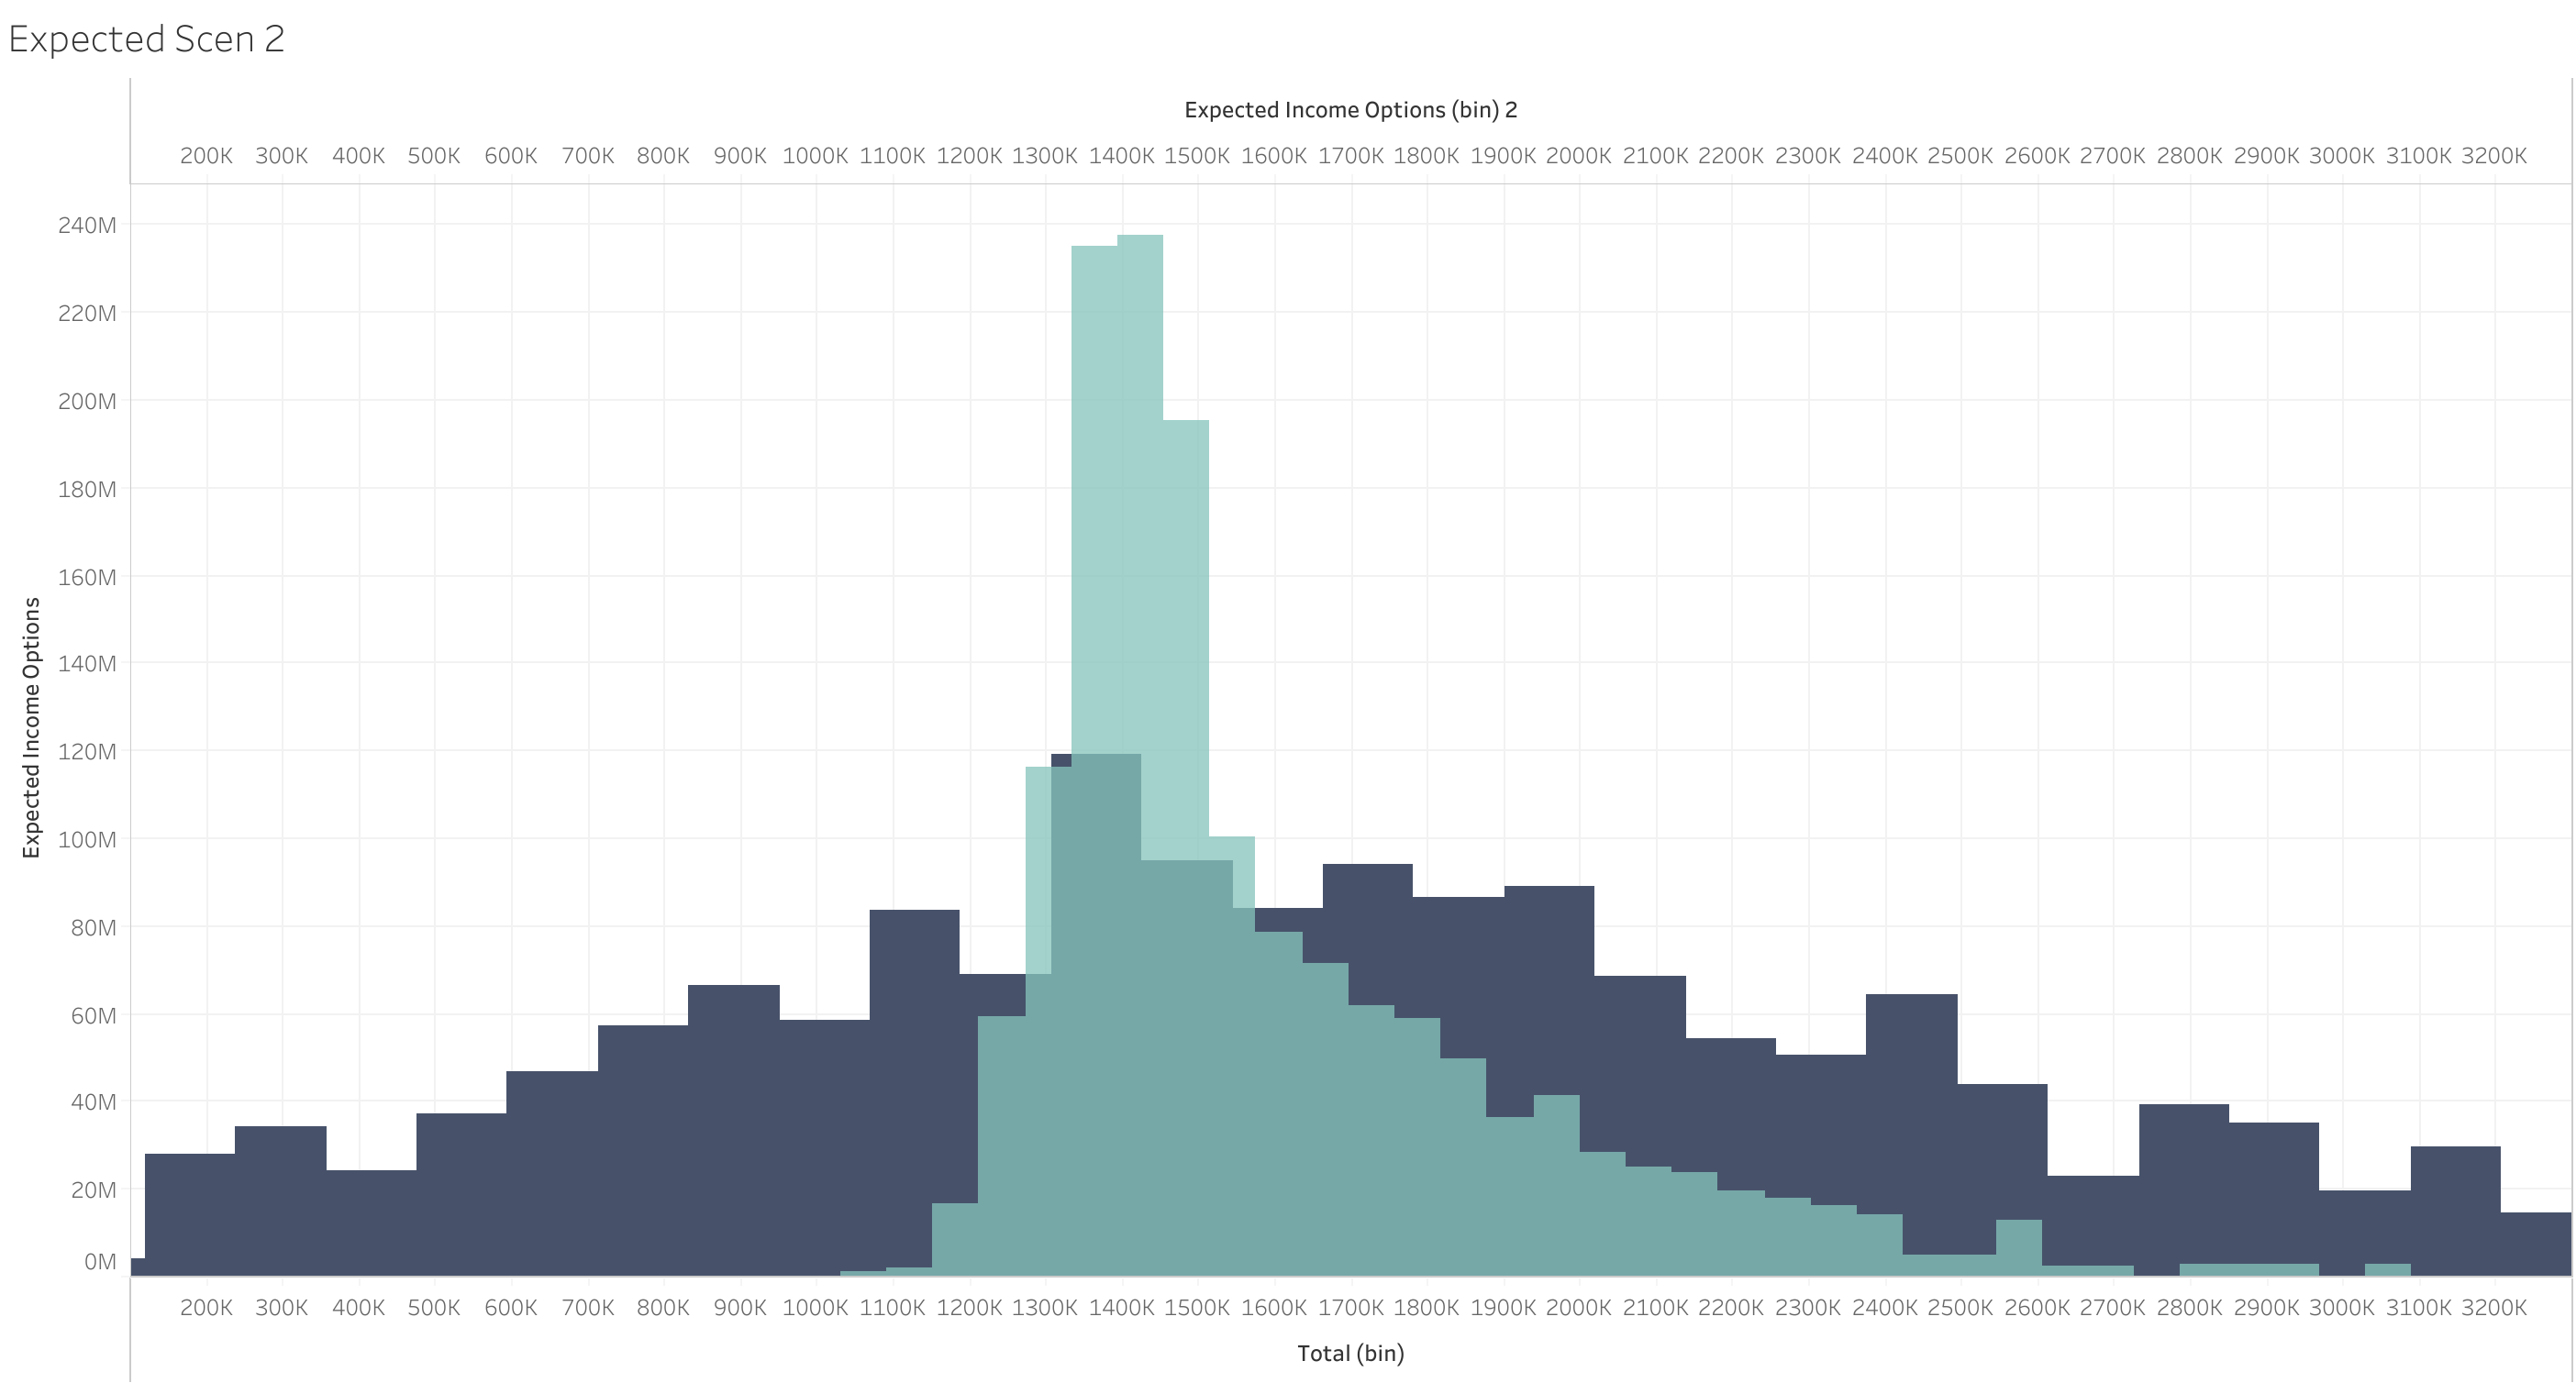 Expected Scen 2
Expected Income Options (bin) 2
200K 300K 400K 500K 600K 700K 800K 900K 1000K 1100K 1200K 1300K 1400K 1500K 1600K 1700K 1800K 1900K 2000K 2100K 2200K 2300K 2400K 2500K 2600K 2700K 2800K 2900K 3000K 3100K 3200K
240M
220M
200M
180M
160M
140M
120M
100M
80M
60M
40M
20M
0M
Expected Income Options
200K 300K 400K 500K 600K 700K 800K 900K 1000K 1100K 1200K 1300K 1400K 1500K 1600K 1700K 1800K 1900K 2000K 2100K 2200K 2300K 2400K 2500K 2600K 2700K 2800K 2900K 3000K 3100K 3200K
Total (bin)